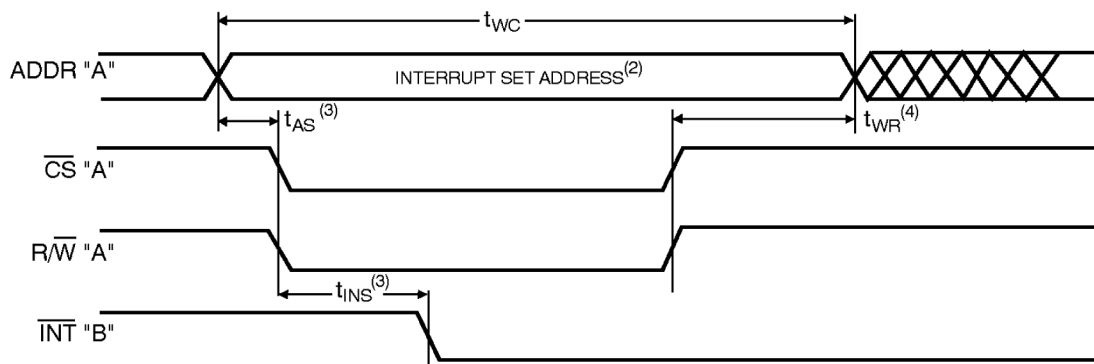 tWC
ADDR "A"
INTERRUPT SET ADDRESS(2)
tAS(3)
tWR(4)
CS "A"
R/W "A"
tINS(3)
INT "B"